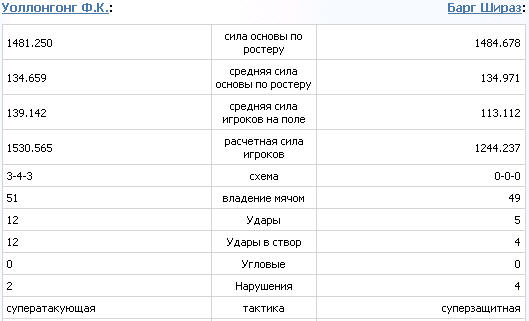 Уоллонгонг Ф.К.: Барг Шираз:
1481.250 сила основы по ростеру 1484.678
134.659 средняя сила основы по ростеру 134.971
139.142 средняя сила игроков на поле 113.112
1530.565 расчетная сила игроков 1244.237
3-4-3 схема 0-0-0
51 владение мячом 49
12 Удары 5
12 Удары в створ 4
0 Угловые 0
2 Нарушения 4
суператакующая тактика суперзащитная